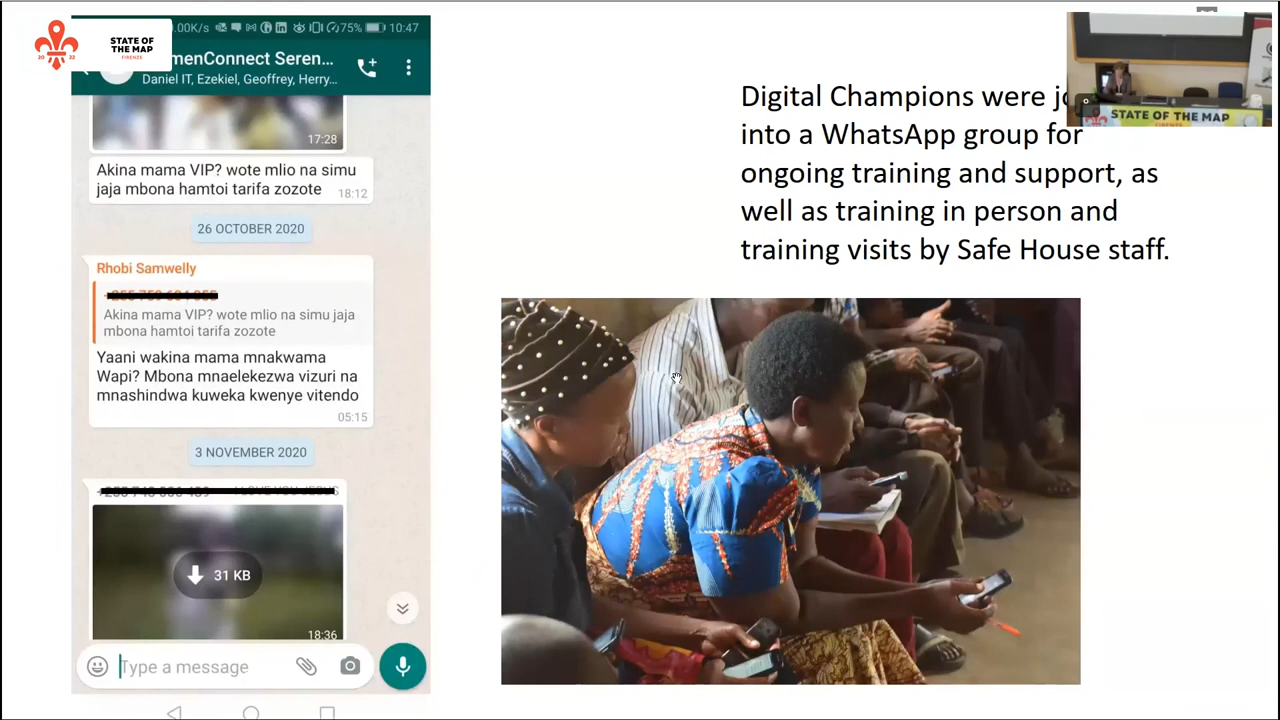 STATE OF
THE MAP
FIRENZE
2022
.00K/s
75%
10:47
menConnect Seren...
Daniel IT, Ezekiel, Geoffrey, Herry...
17:28
Akina mama VIP? wote mlio na simu
jaja mbona hamtoi tarifa zozote
18:12
26 OCTOBER 2020
Rhobi Samwelly
Akina mama VIP? wote mlio na simu jaja
mbona hamtoi tarifa zozote
Yaani wakina mama mnakwama
Wapi? Mbona mnaelekezwa vizuri na
mnashindwa kuweka kwenye vitendo
05:15
3 NOVEMBER 2020
31 KB
18:36
Type a message
Digital Champions were
into a WhatsApp group for
ongoing training and support, as
well as training in person and
training visits by Safe House staff.
STATE OF THE MAP
FIRENZE